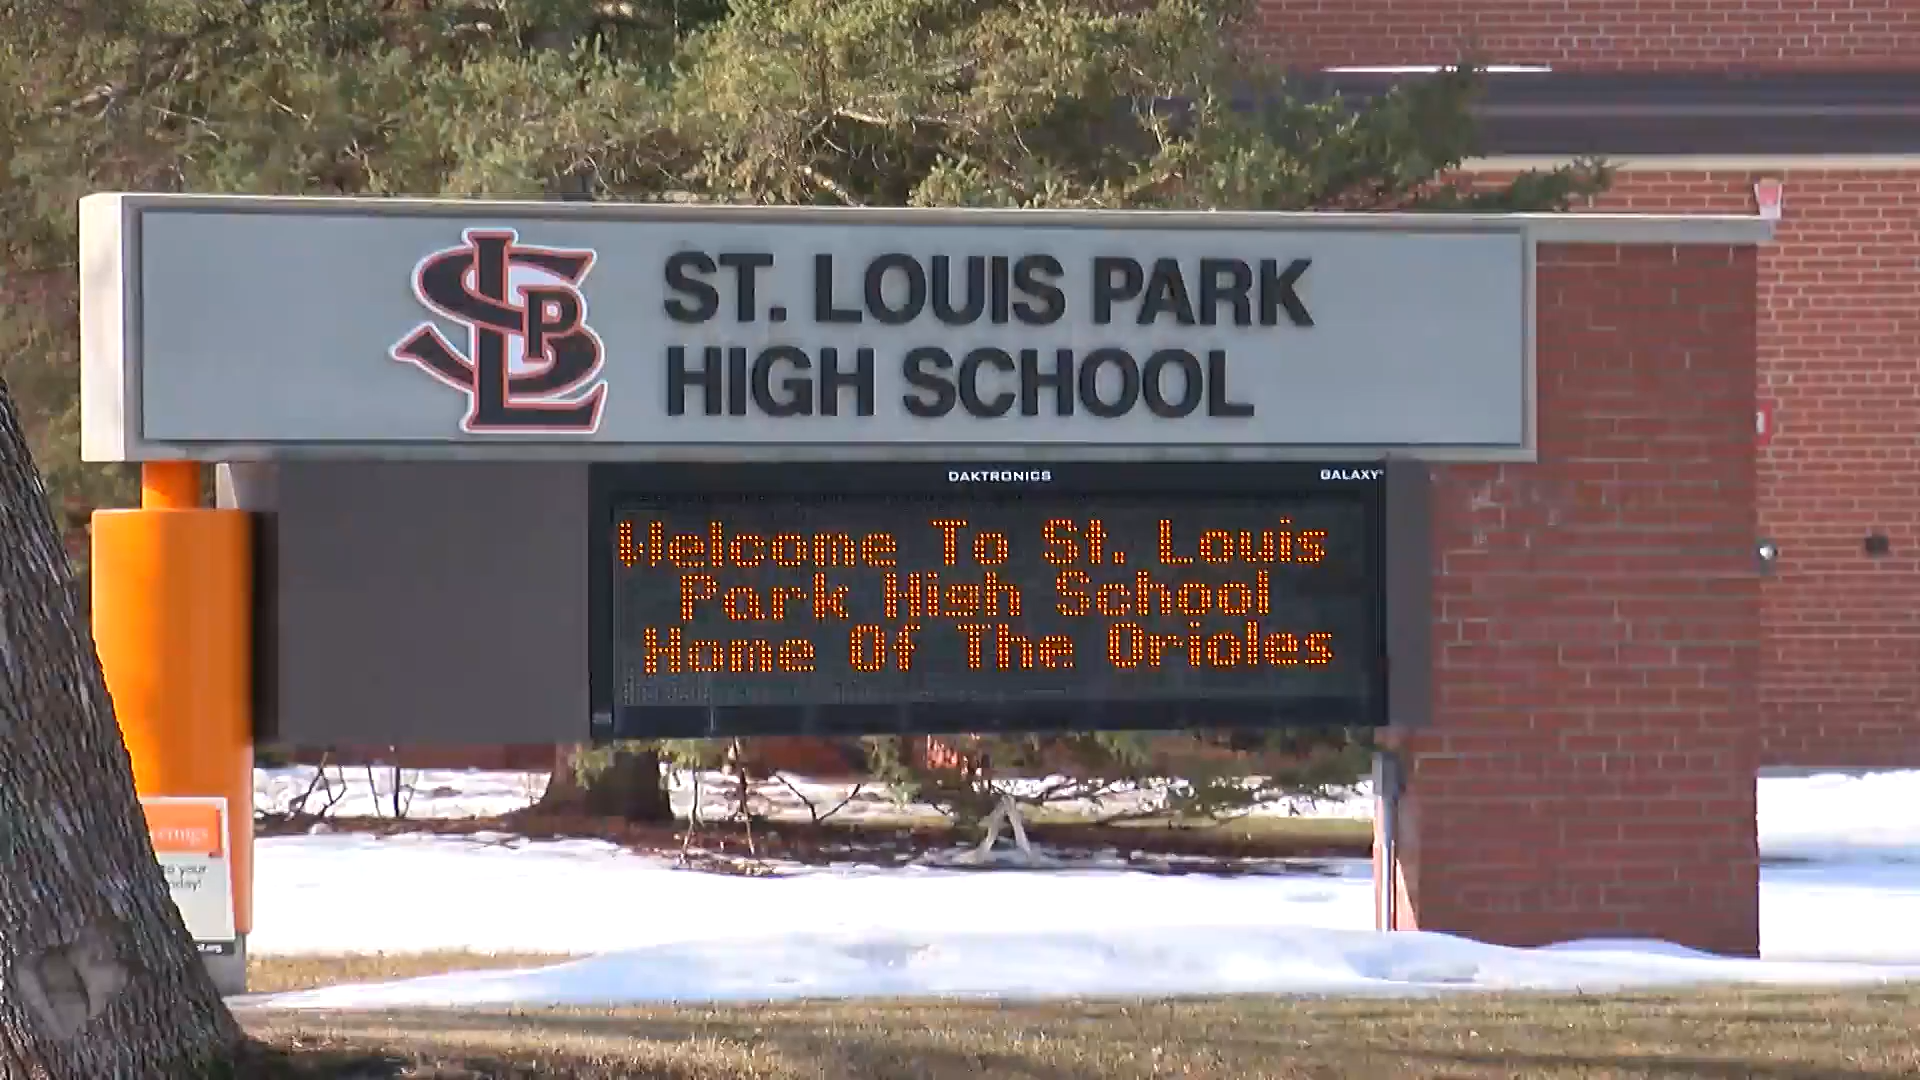 SLP
ST. LOUIS PARK
HIGH SCHOOL
DAKTRONICS GALAXY
Welcome To St. Louis
Park High School
Home Of The Orioles
your